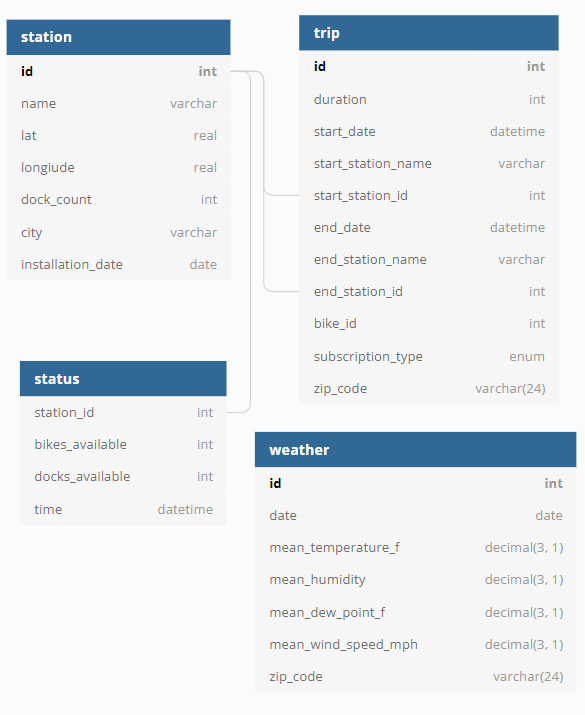 station
id int
name varchar
lat real
longiude real
dock_count int
city varchar
installation_date date
trip
id int
duration int
start_date datetime
start_station_name varchar
start_station_id int
end_date datetime
end_station_name varchar
end_station_id int
bike_id int
subscription_type enum
zip_code varchar(24)
status
station_id int
bikes_available int
docks_available int
time datetime
weather
id int
date date
mean_temperature_f decimal(3, 1)
mean_humidity decimal(3, 1)
mean_dew_point_f decimal(3, 1)
mean_wind_speed_mph decimal(3, 1)
zip_code varchar(24)